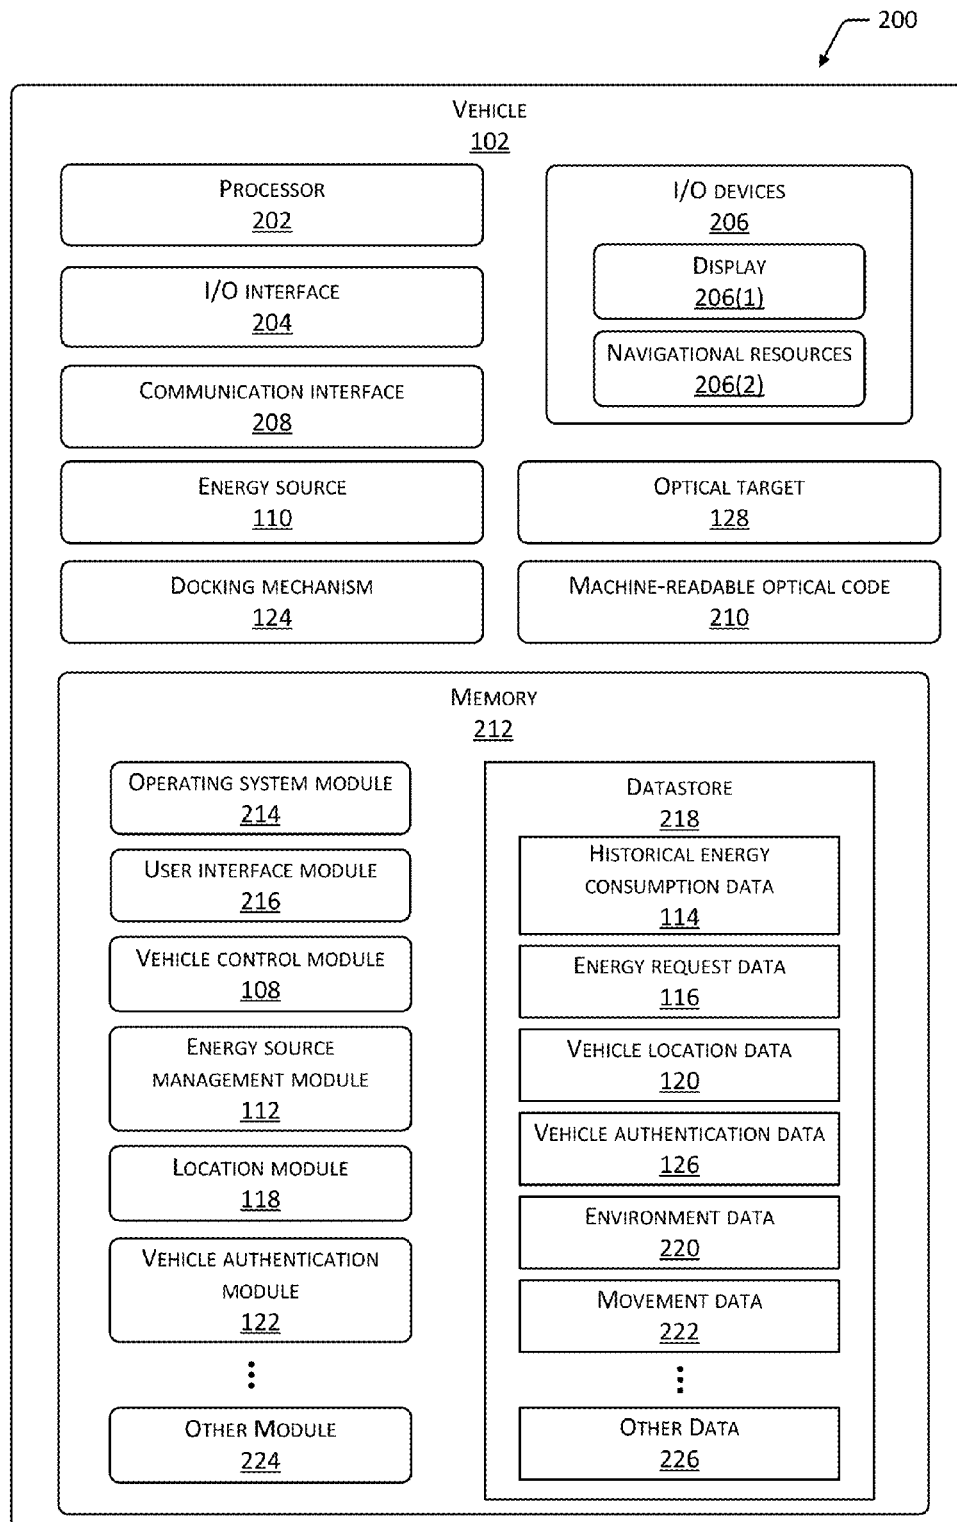 200
VEHICLE
102
PROCESSOR
202
I/O INTERFACE
204
COMMUNICATION INTERFACE
208
ENERGY SOURCE
110
DOCKING MECHANISM
124
I/O DEVICES
206
DISPLAY
206(1)
NAVIGATIONAL RESOURCES
206(2)
OPTICAL TARGET
128
MACHINE-READABLE OPTICAL CODE
210
MEMORY
212
OPERATING SYSTEM MODULE
214
USER INTERFACE MODULE
216
VEHICLE CONTROL MODULE
108
ENERGY SOURCE
MANAGEMENT MODULE
112
LOCATION MODULE
118
VEHICLE AUTHENTICATION
MODULE
122
OTHER MODULE
224
DATASTORE
218
HISTORICAL ENERGY
CONSUMPTION DATA
114
ENERGY REQUEST DATA
116
VEHICLE LOCATION DATA
120
VEHICLE AUTHENTICATION DATA
126
ENVIRONMENT DATA
220
MOVEMENT DATA
222
OTHER DATA
226